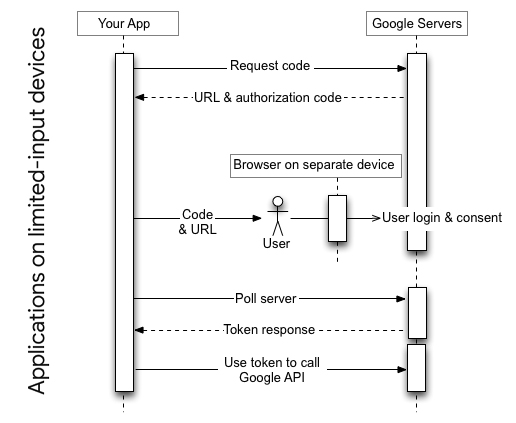 Applications on limited-input devices
Your App
Google Servers
Request code
URL & authorization code
Browser on separate device
Code
& URL
User
User login & consent
Poll server
Token response
Use token to call
Google API